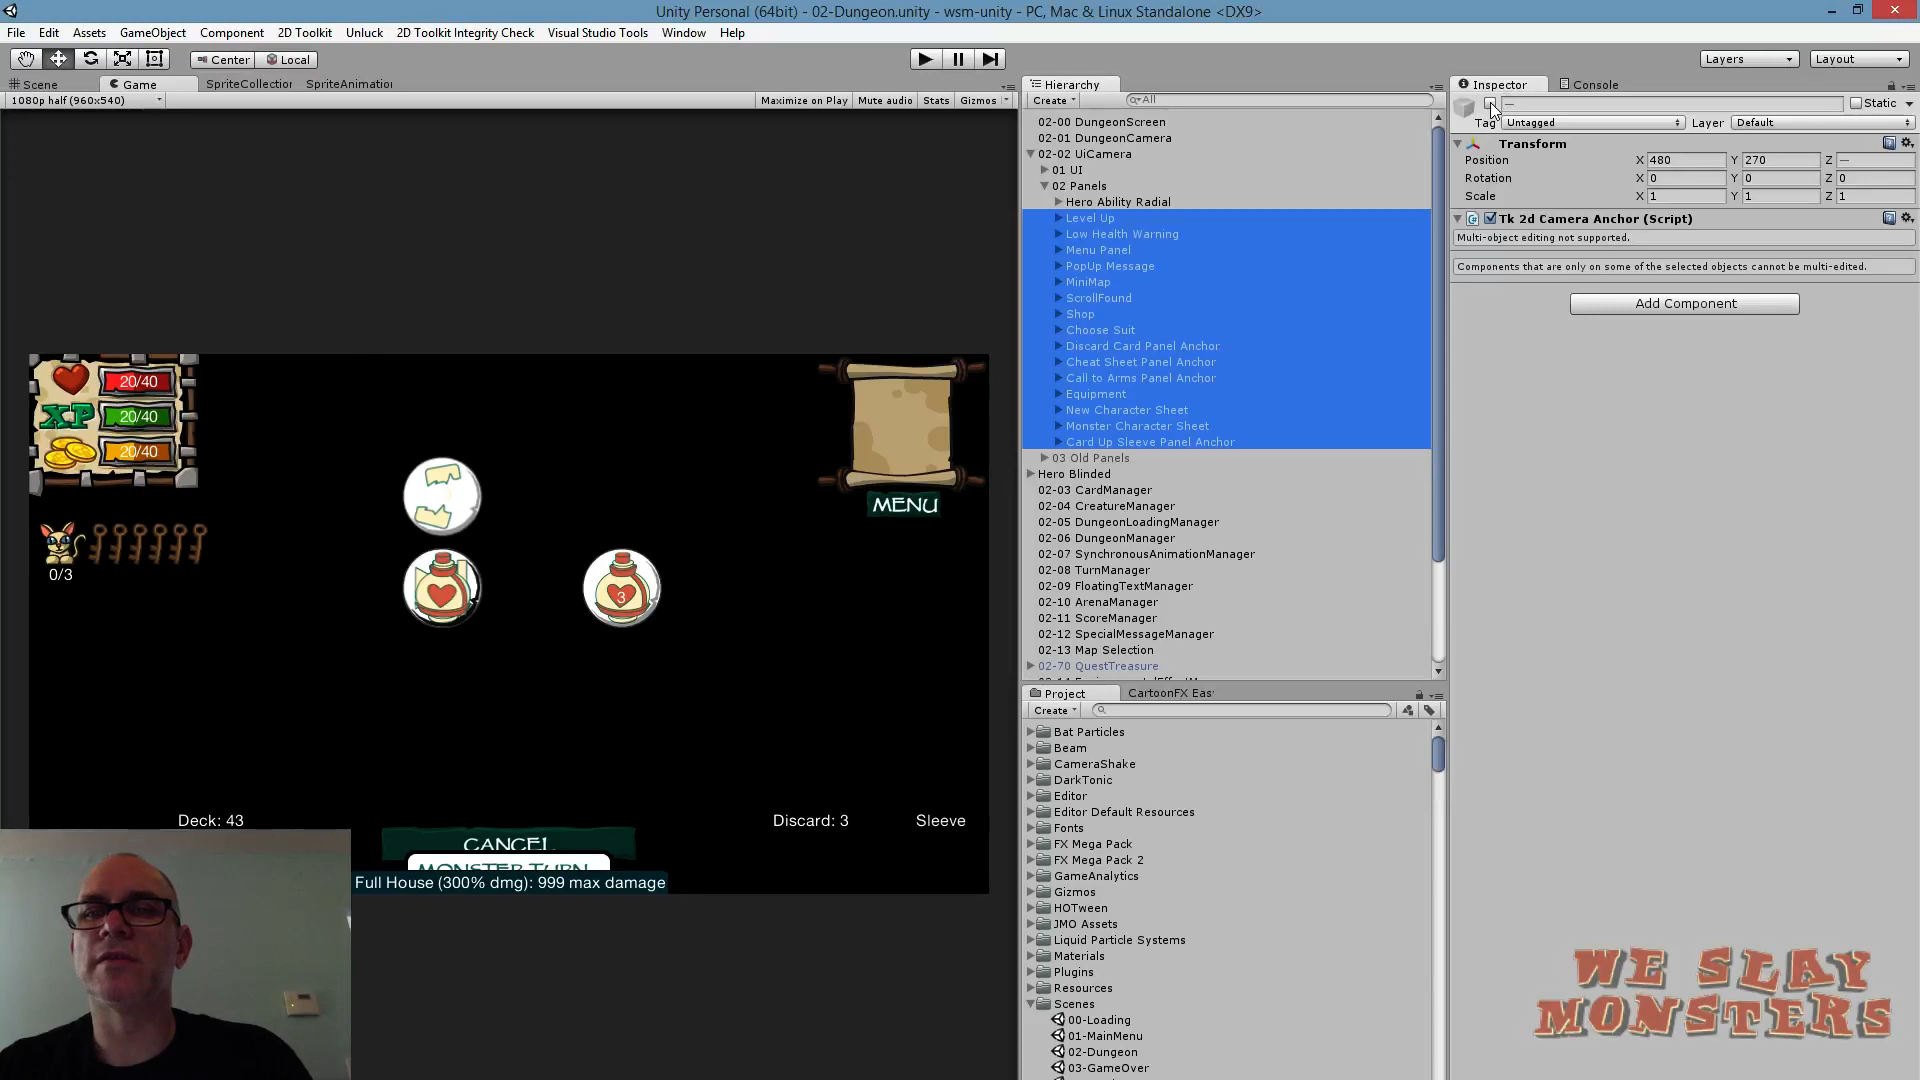 Unity Personal (64bit) - 02-Dungeon.unity - wsm-unity - PC, Mac & Linux Standalone <DX9>
File Edit Assets GameObject Component 2D Toolkit Unluck 2D Toolkit Integrity Check Visual Studio Tools Window Help
Center Local Layers Layout
Scene Game SpriteCollection SpriteAnimation
1080p half (960x540) Maximize on Play Mute audio Stats Gizmos
20/40
XP 20/40
20/40
0/3
3
MENU
Deck: 43 Discard: 3 Sleeve
CANCEL
MONSTER TURN
Full House (300% dmg): 999 max damage
Hierarchy
Create All
02-00 DungeonScreen
02-01 DungeonCamera
02-02 UiCamera
01 UI
02 Panels
Hero Ability Radial
Level Up
Low Health Warning
Menu Panel
PopUp Message
MiniMap
ScrollFound
Shop
Choose Suit
Discard Card Panel Anchor
Cheat Sheet Panel Anchor
Call to Arms Panel Anchor
Equipment
New Character Sheet
Monster Character Sheet
Card Up Sleeve Panel Anchor
03 Old Panels
Hero Blinded
02-03 CardManager
02-04 CreatureManager
02-05 DungeonLoadingManager
02-06 DungeonManager
02-07 SynchronousAnimationManager
02-08 TurnManager
02-09 FloatingTextManager
02-10 ArenaManager
02-11 ScoreManager
02-12 SpecialMessageManager
02-13 Map Selection
02-70 QuestTreasure
Project CartoonFX Eas
Create
Bat Particles
Beam
CameraShake
DarkTonic
Editor
Editor Default Resources
Fonts
FX Mega Pack
FX Mega Pack 2
GameAnalytics
Gizmos
HOTween
JMO Assets
Liquid Particle Systems
Materials
Plugins
Resources
Scenes
00-Loading
01-MainMenu
02-Dungeon
03-GameOver
Inspector Console
— Static
Tag Untagged Layer Default
Transform
Position X 480 Y 270 Z —
Rotation X 0 Y 0 Z 0
Scale X 1 Y 1 Z 1
Tk 2d Camera Anchor (Script)
Multi-object editing not supported.
Components that are only on some of the selected objects cannot be multi-edited.
Add Component
WE SLAY
MONSTERS